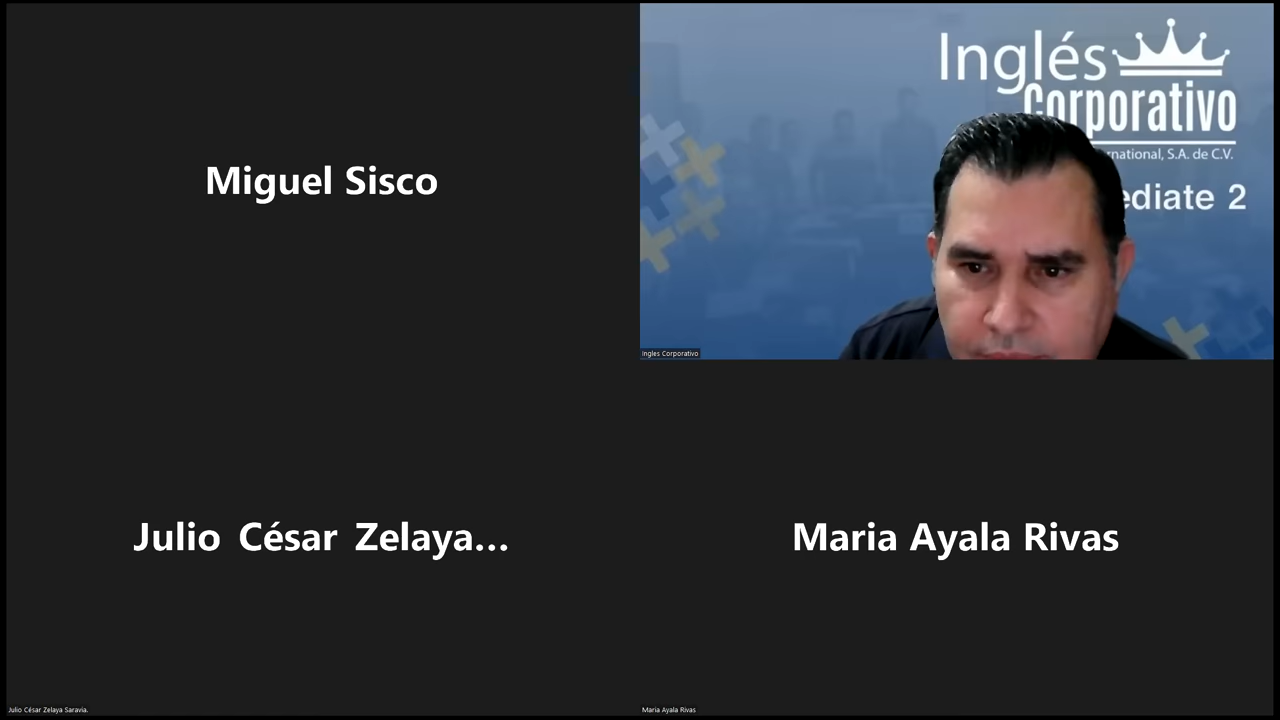 Miguel Sisco
Inglés
Corporativo
rnational, S.A. de C.V.
ediate 2
Ingles Corporativo
Julio César Zelaya...
Maria Ayala Rivas
Julio César Zelaya Saravia.
Maria Ayala Rivas